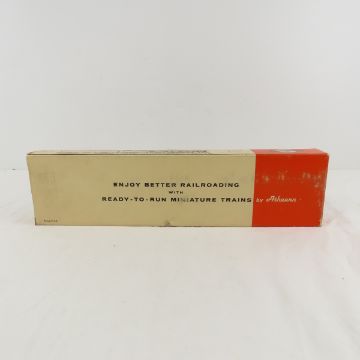 ENJOY BETTER RAILROADING
WITH
READY-TO-RUN MINIATURE TRAINS by Athearn